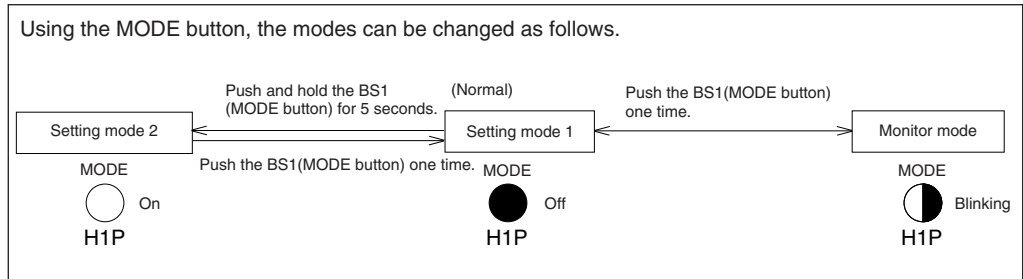 Using the MODE button, the modes can be changed as follows.
Push and hold the BS1
(MODE button) for 5 seconds.
(Normal)
Push the BS1(MODE button)
one time.
Setting mode 2
Setting mode 1
Monitor mode
Push the BS1(MODE button) one time.
MODE
On
H1P
MODE
Off
H1P
MODE
Blinking
H1P